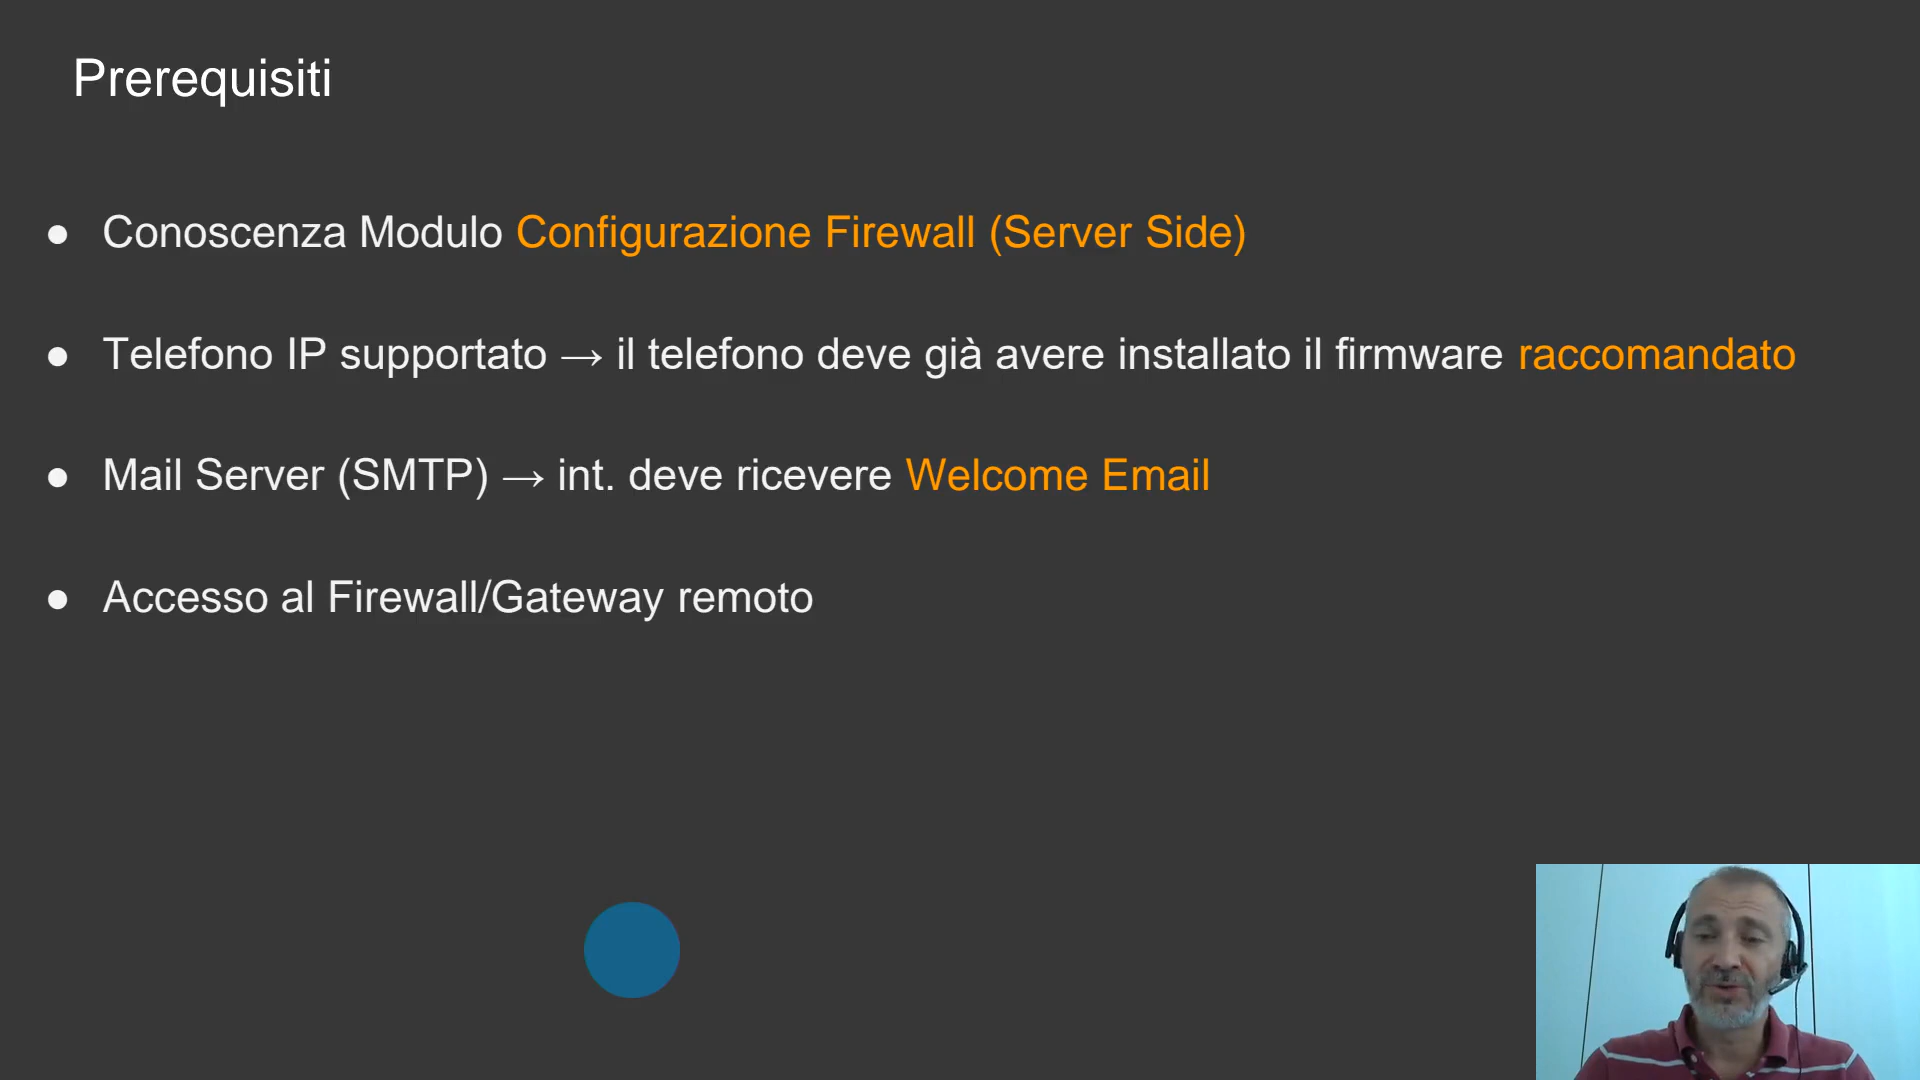 Prerequisiti
● Conoscenza Modulo Configurazione Firewall (Server Side)
● Telefono IP supportato → il telefono deve già avere installato il firmware raccomandato
● Mail Server (SMTP) → int. deve ricevere Welcome Email
● Accesso al Firewall/Gateway remoto